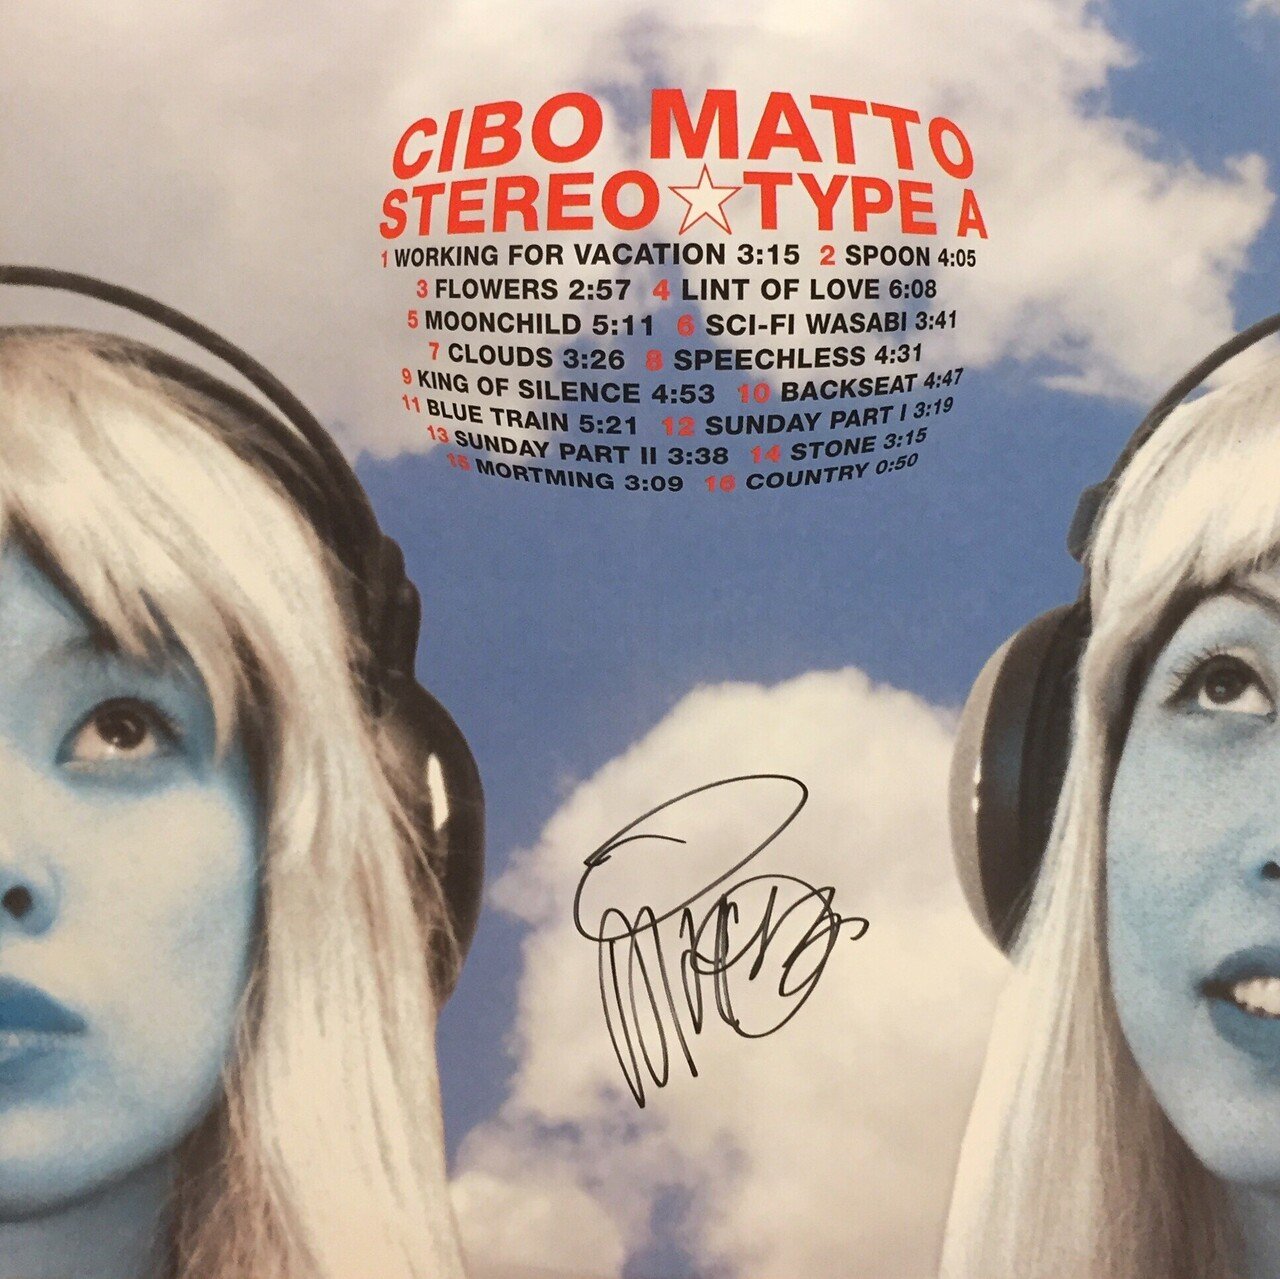 CIBO MATTO
STEREO☆TYPE A
1 WORKING FOR VACATION 3:15 2 SPOON 4:05
3 FLOWERS 2:57 4 LINT OF LOVE 6:08
5 MOONCHILD 5:11 6 SCI-FI WASABI 3:41
7 CLOUDS 3:26 8 SPEECHLESS 4:31
9 KING OF SILENCE 4:53 10 BACKSEAT 4:47
11 BLUE TRAIN 5:21 12 SUNDAY PART I 3:19
13 SUNDAY PART II 3:38 14 STONE 3:15
15 MORTMING 3:09 16 COUNTRY 0:50